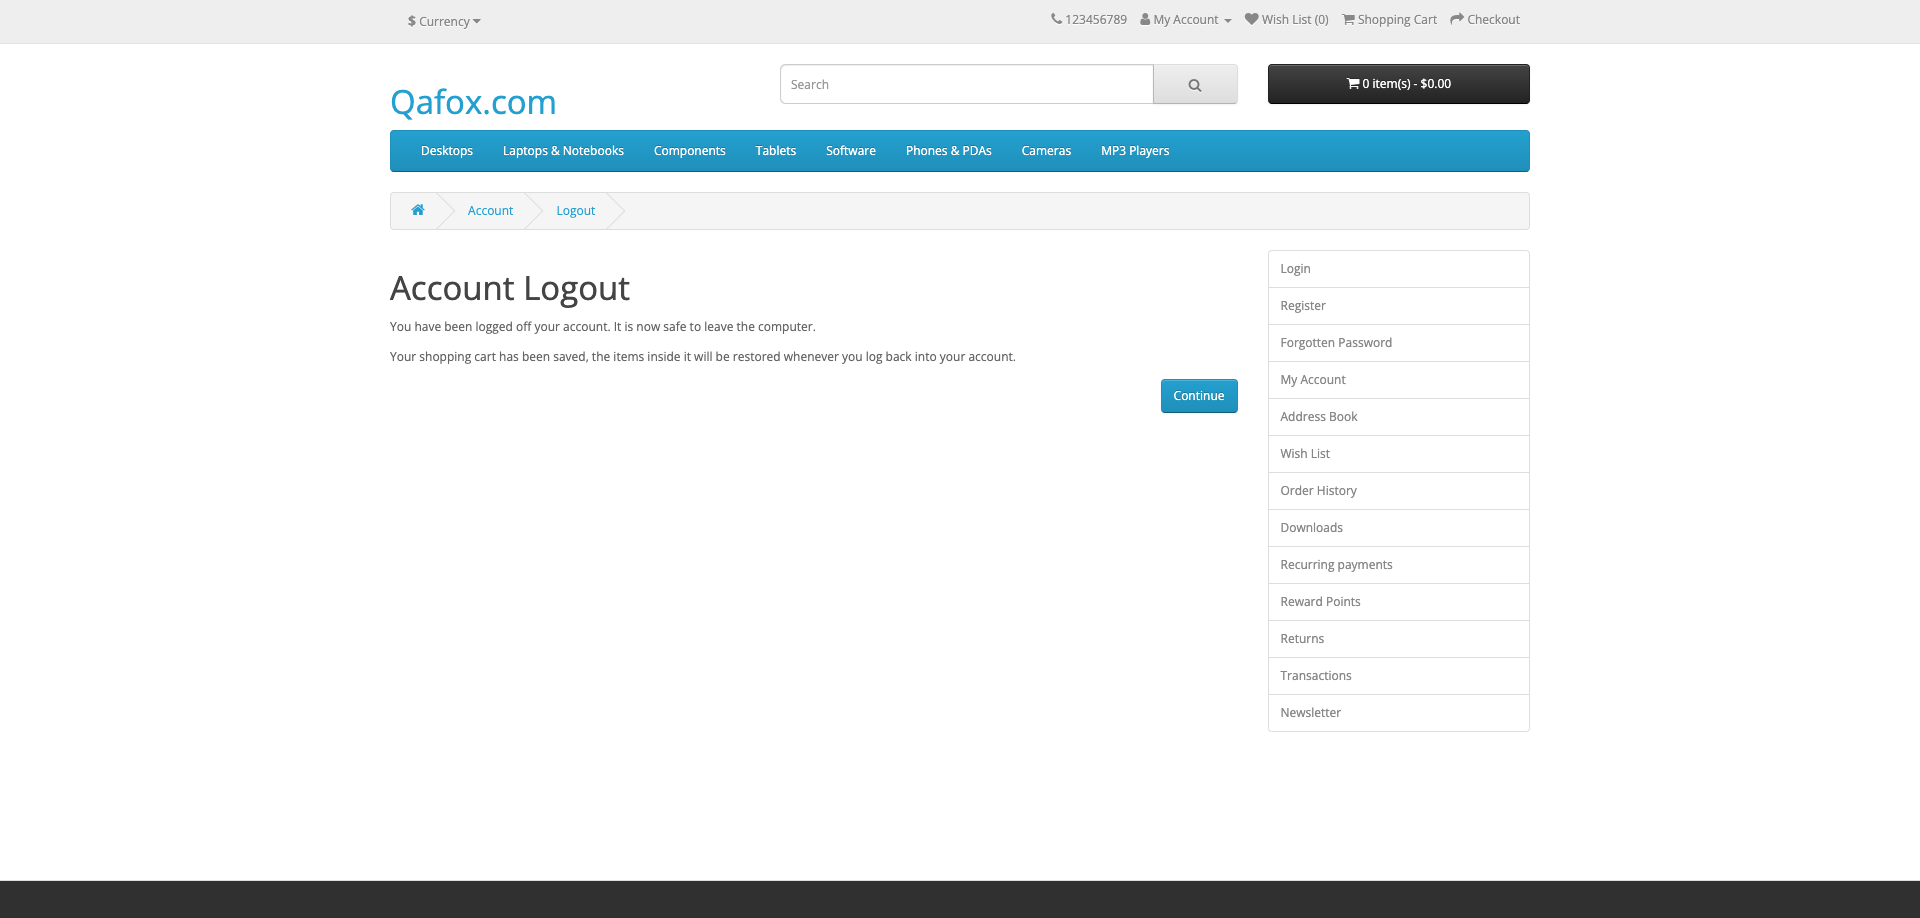 $ Currency
123456789 My Account Wish List (0) Shopping Cart Checkout
Qafox.com
Search
0 item(s) - $0.00
Desktops Laptops & Notebooks Components Tablets Software Phones & PDAs Cameras MP3 Players
Account Logout
Account Logout
You have been logged off your account. It is now safe to leave the computer.
Your shopping cart has been saved, the items inside it will be restored whenever you log back into your account.
Continue
Login
Register
Forgotten Password
My Account
Address Book
Wish List
Order History
Downloads
Recurring payments
Reward Points
Returns
Transactions
Newsletter